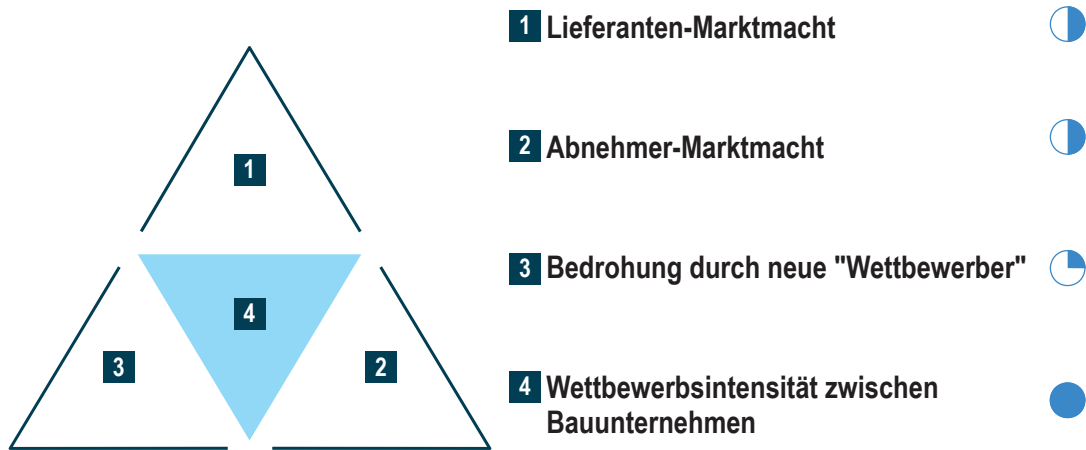 1
4
3
2
1 Lieferanten-Marktmacht
2 Abnehmer-Marktmacht
3 Bedrohung durch neue "Wettbewerber"
4 Wettbewerbsintensität zwischen
Bauunternehmen